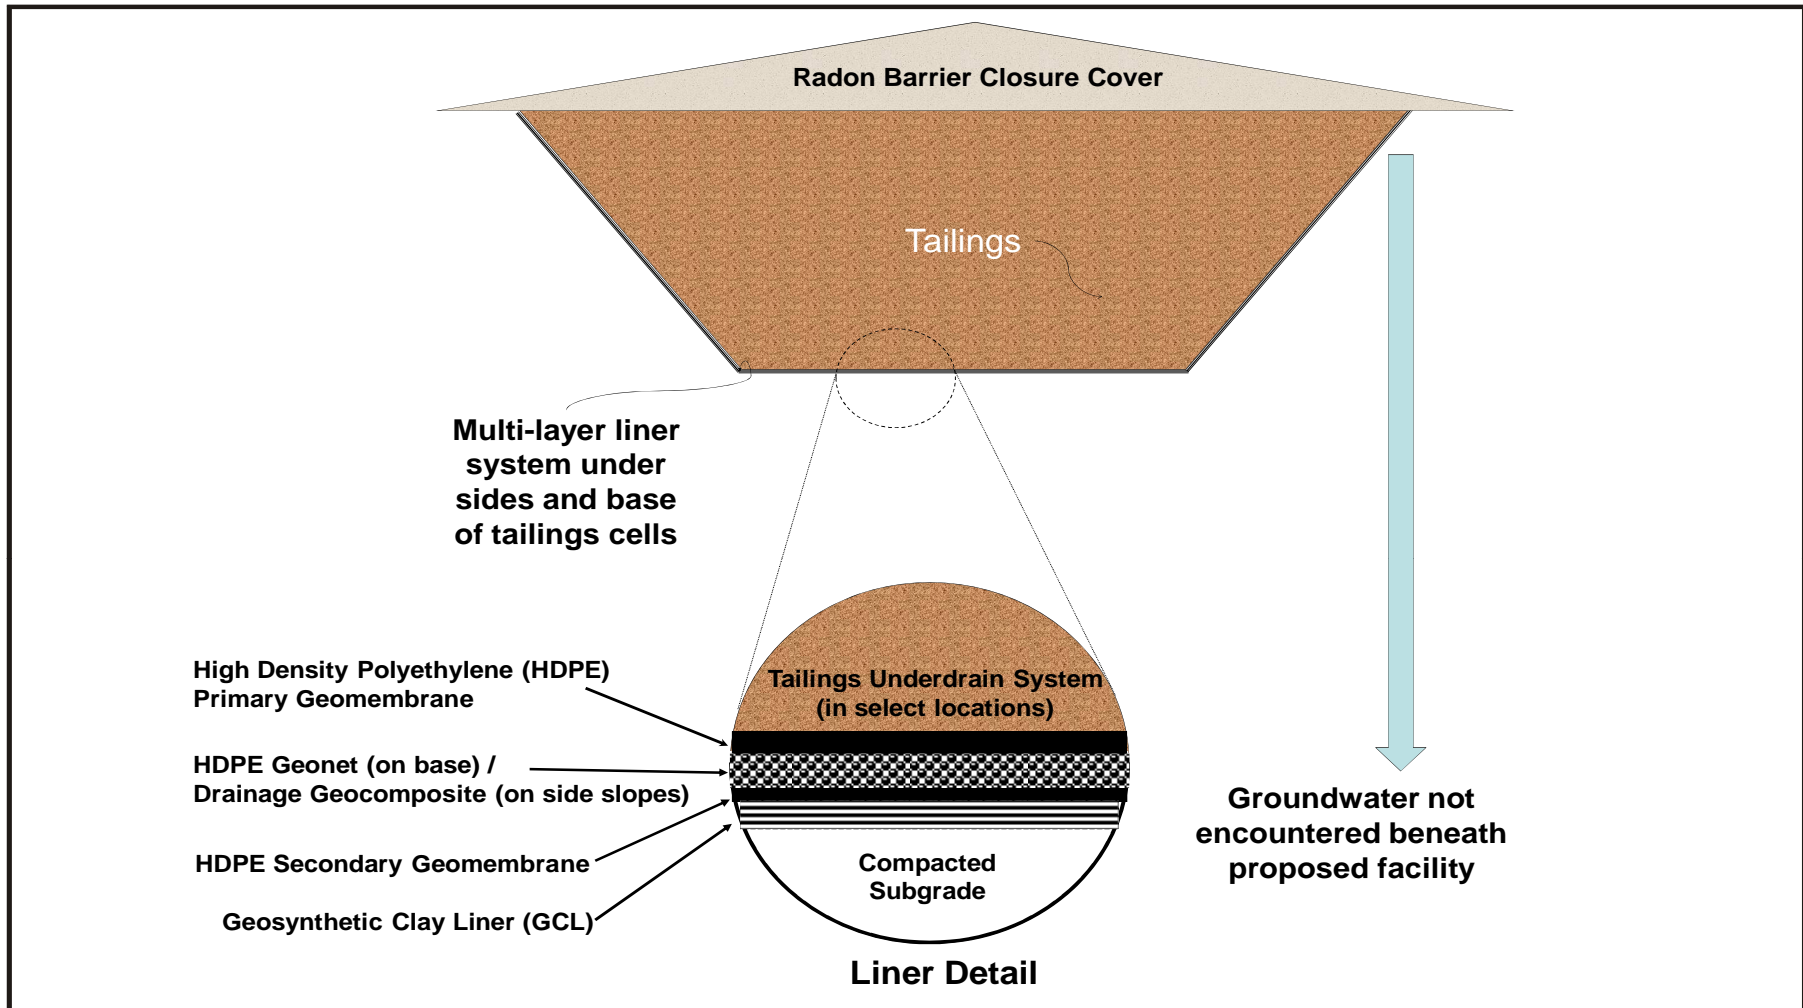 Radon Barrier Closure Cover
Tailings
Multi-layer liner
system under
sides and base
of tailings cells
High Density Polyethylene (HDPE)
Primary Geomembrane
Tailings Underdrain System
(in select locations)
HDPE Geonet (on base) /
Drainage Geocomposite (on side slopes)
HDPE Secondary Geomembrane
Geosynthetic Clay Liner (GCL)
Compacted
Subgrade
Liner Detail
Groundwater not
encountered beneath
proposed facility